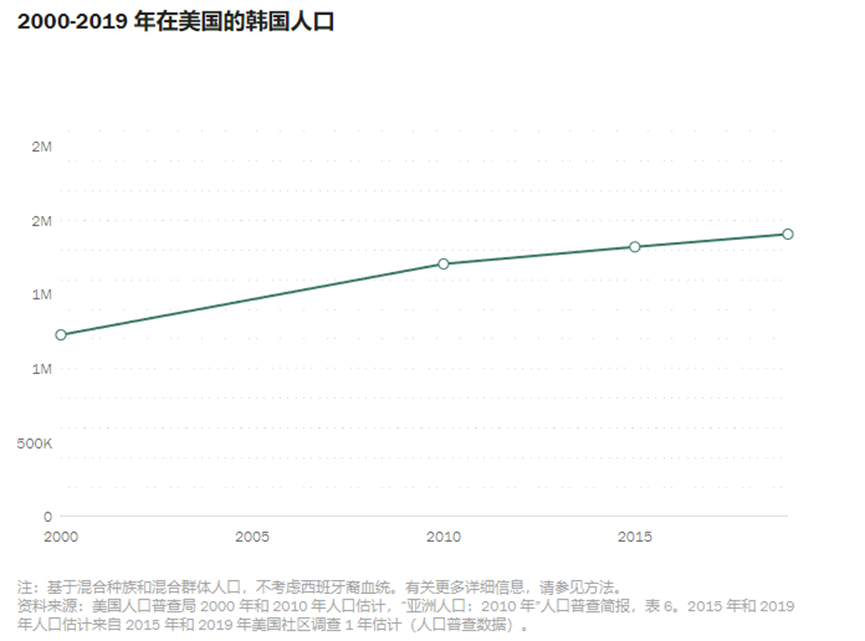 2000-2019 年在美国的韩国人口
2M
2M
1M
1M
500K
0
2000 2005 2010 2015
注：基于混合种族和混合群体人口，不考虑西班牙裔血统。有关更多详细信息，请参见方法。
资料来源：美国人口普查局 2000 年和 2010 年人口估计，“亚洲人口：2010 年”人口普查简报，表 6。2015 年和 2019
年人口估计来自 2015 年和 2019 年美国社区调查 1 年估计（人口普查数据）。